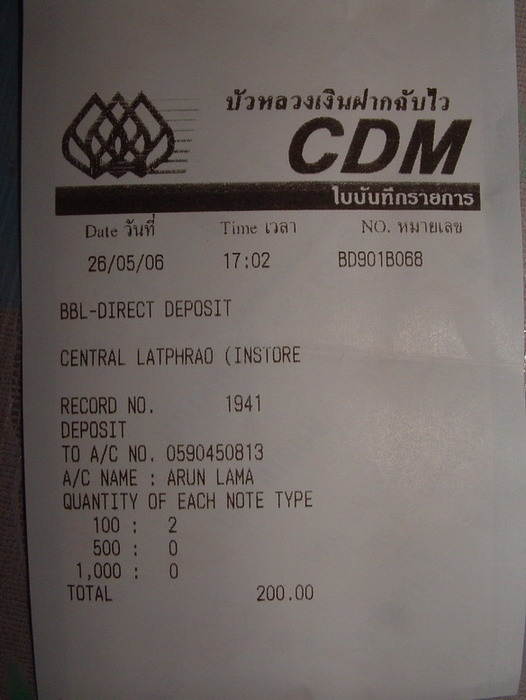 บัวหลวงเงินฝากฉับไว
CDM
ใบบันทึกรายการ
Date วันที่ Time เวลา NO. หมายเลข
26/05/06 17:02 BD901B068
BBL-DIRECT DEPOSIT
CENTRAL LATPHRAO (INSTORE
RECORD NO. 1941
DEPOSIT
TO A/C NO. 0590450813
A/C NAME : ARUN LAMA
QUANTITY OF EACH NOTE TYPE
100 : 2
500 : 0
1,000 : 0
TOTAL 200.00